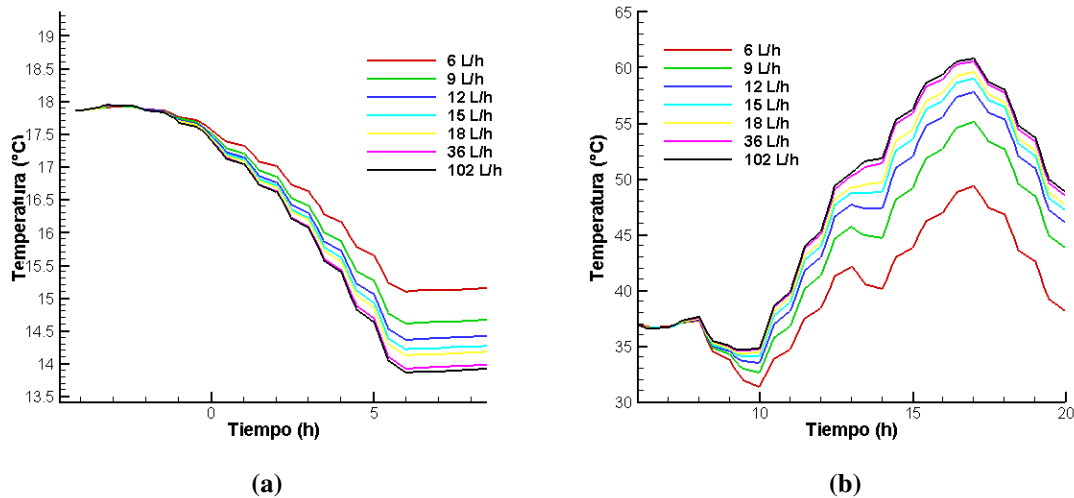 19
18.5
18
17.5
17
16.5
16
15.5
15
14.5
14
13.5
Temperatura (°C)
0
5
Tiempo (h)
6 L/h
9 L/h
12 L/h
15 L/h
18 L/h
36 L/h
102 L/h
(a)
65
60
55
50
45
40
35
30
Temperatura (°C)
10
15
20
Tiempo (h)
6 L/h
9 L/h
12 L/h
15 L/h
18 L/h
36 L/h
102 L/h
(b)